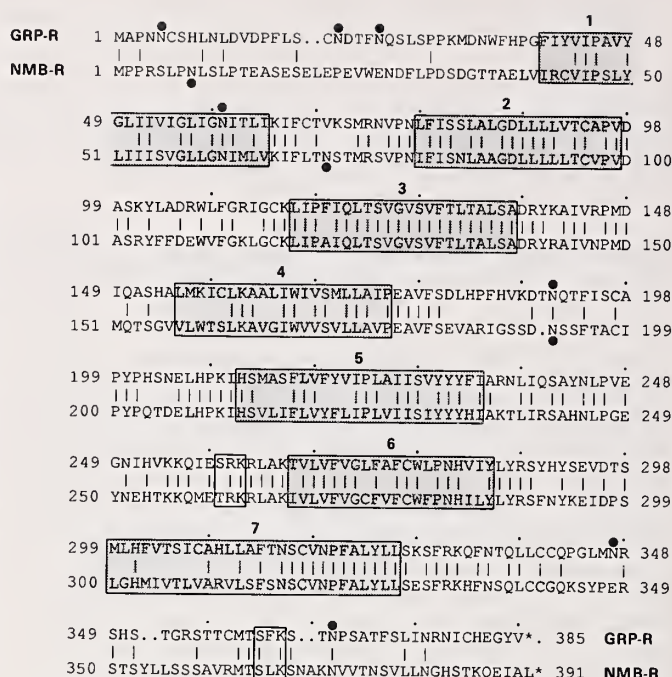 1
GRP-R 1 MAPNNCSHLNLDVDPFLS..CNDTFNQSLSPPKMDNWFHPGFIYVIPAVY 48
NMB-R 1 MPPRSLPNLSLPTEASESELEPEVWENDFLPDSDGTTAELVIRCVIPSLY 50
2
49 GLIIVIGLIGNITLIKIFCTVKSMRNVPNLFISSLALGDLLLLVTCAPVD 98
51 LIIISVGLLGNIMLVKIFLTNSTMRSVPNIFISNLAAGDLLLLLTCVPVD 100
3
99 ASKYLADRWLFGRIGCKLIPFIQLTSVGVSVFTLTALSADRYKAIVRPMD 148
101 ASRYFFDEWVFGKLGCKLIPAIQLTSVGVSVFTLTALSADRYRAIVNPMD 150
4
149 IQASHALMKICLKAALIWIVSMLLAIPEAVFSDLHPFHVKDTNQTFISCA 198
151 MQTSGVVLWTSLKAVGIWVVSVLLAVPEAVFSEVARIGSSD.NSSFTACI 199
5
199 PYPHSNELHPKIHSMASFLVFYVIPLAIISVYYYFIARNLIQSAYNLPVE 248
200 PYPQTDELHPKIHSVLIFLVYFLIPLVIISIYYYHIAKTLIRSAHNLPGE 249
6
249 GNIHVKKQIESRKRLAKTVLVFVGLFAFCWLPNHVIYLYRSYHYSEVDTS 298
250 YNEHTKKQMETRKRLAKIVLVFVGCFVFCWFPNHILYLYRSFNYKEIDPS 299
7
299 MLHFVTSICAHLLAFTNSCVNPFALYLLSKSFRKQFNTQLLCCQPGLMNR 348
300 LGHMIVTLVARVLSFSNSCVNPFALYLLSESFRKHFNSQLCCGQKSYPER 349
349 SHS..TGRSTTCMTSFKS..TNPSATFSLINRNICHEGYV*. 385 GRP-R
350 STSYLLSSSAVRMTSLKSNAKNVVTNSVLLNGHSTKQEIAL* 391 NMB-R